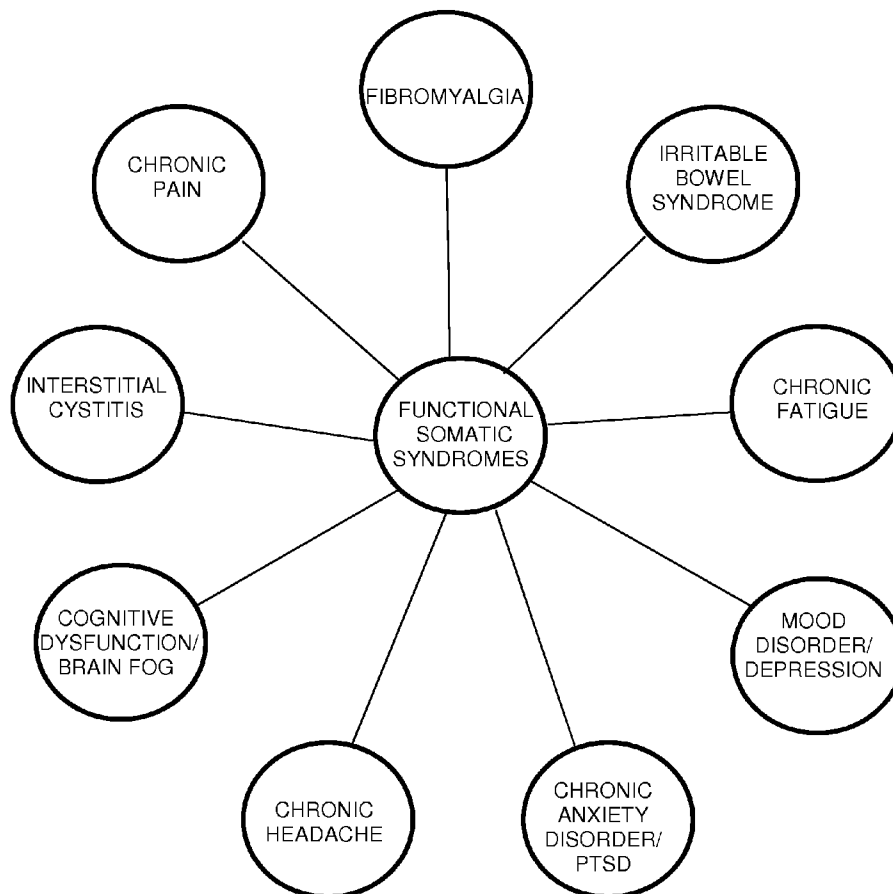 FIBROMYALGIA
CHRONIC
PAIN
IRRITABLE
BOWEL
SYNDROME
INTERSTITIAL
CYSTITIS
FUNCTIONAL
SOMATIC
SYNDROMES
CHRONIC
FATIGUE
COGNITIVE
DYSFUNCTION/
BRAIN FOG
MOOD
DISORDER/
DEPRESSION
CHRONIC
HEADACHE
CHRONIC
ANXIETY
DISORDER/
PTSD